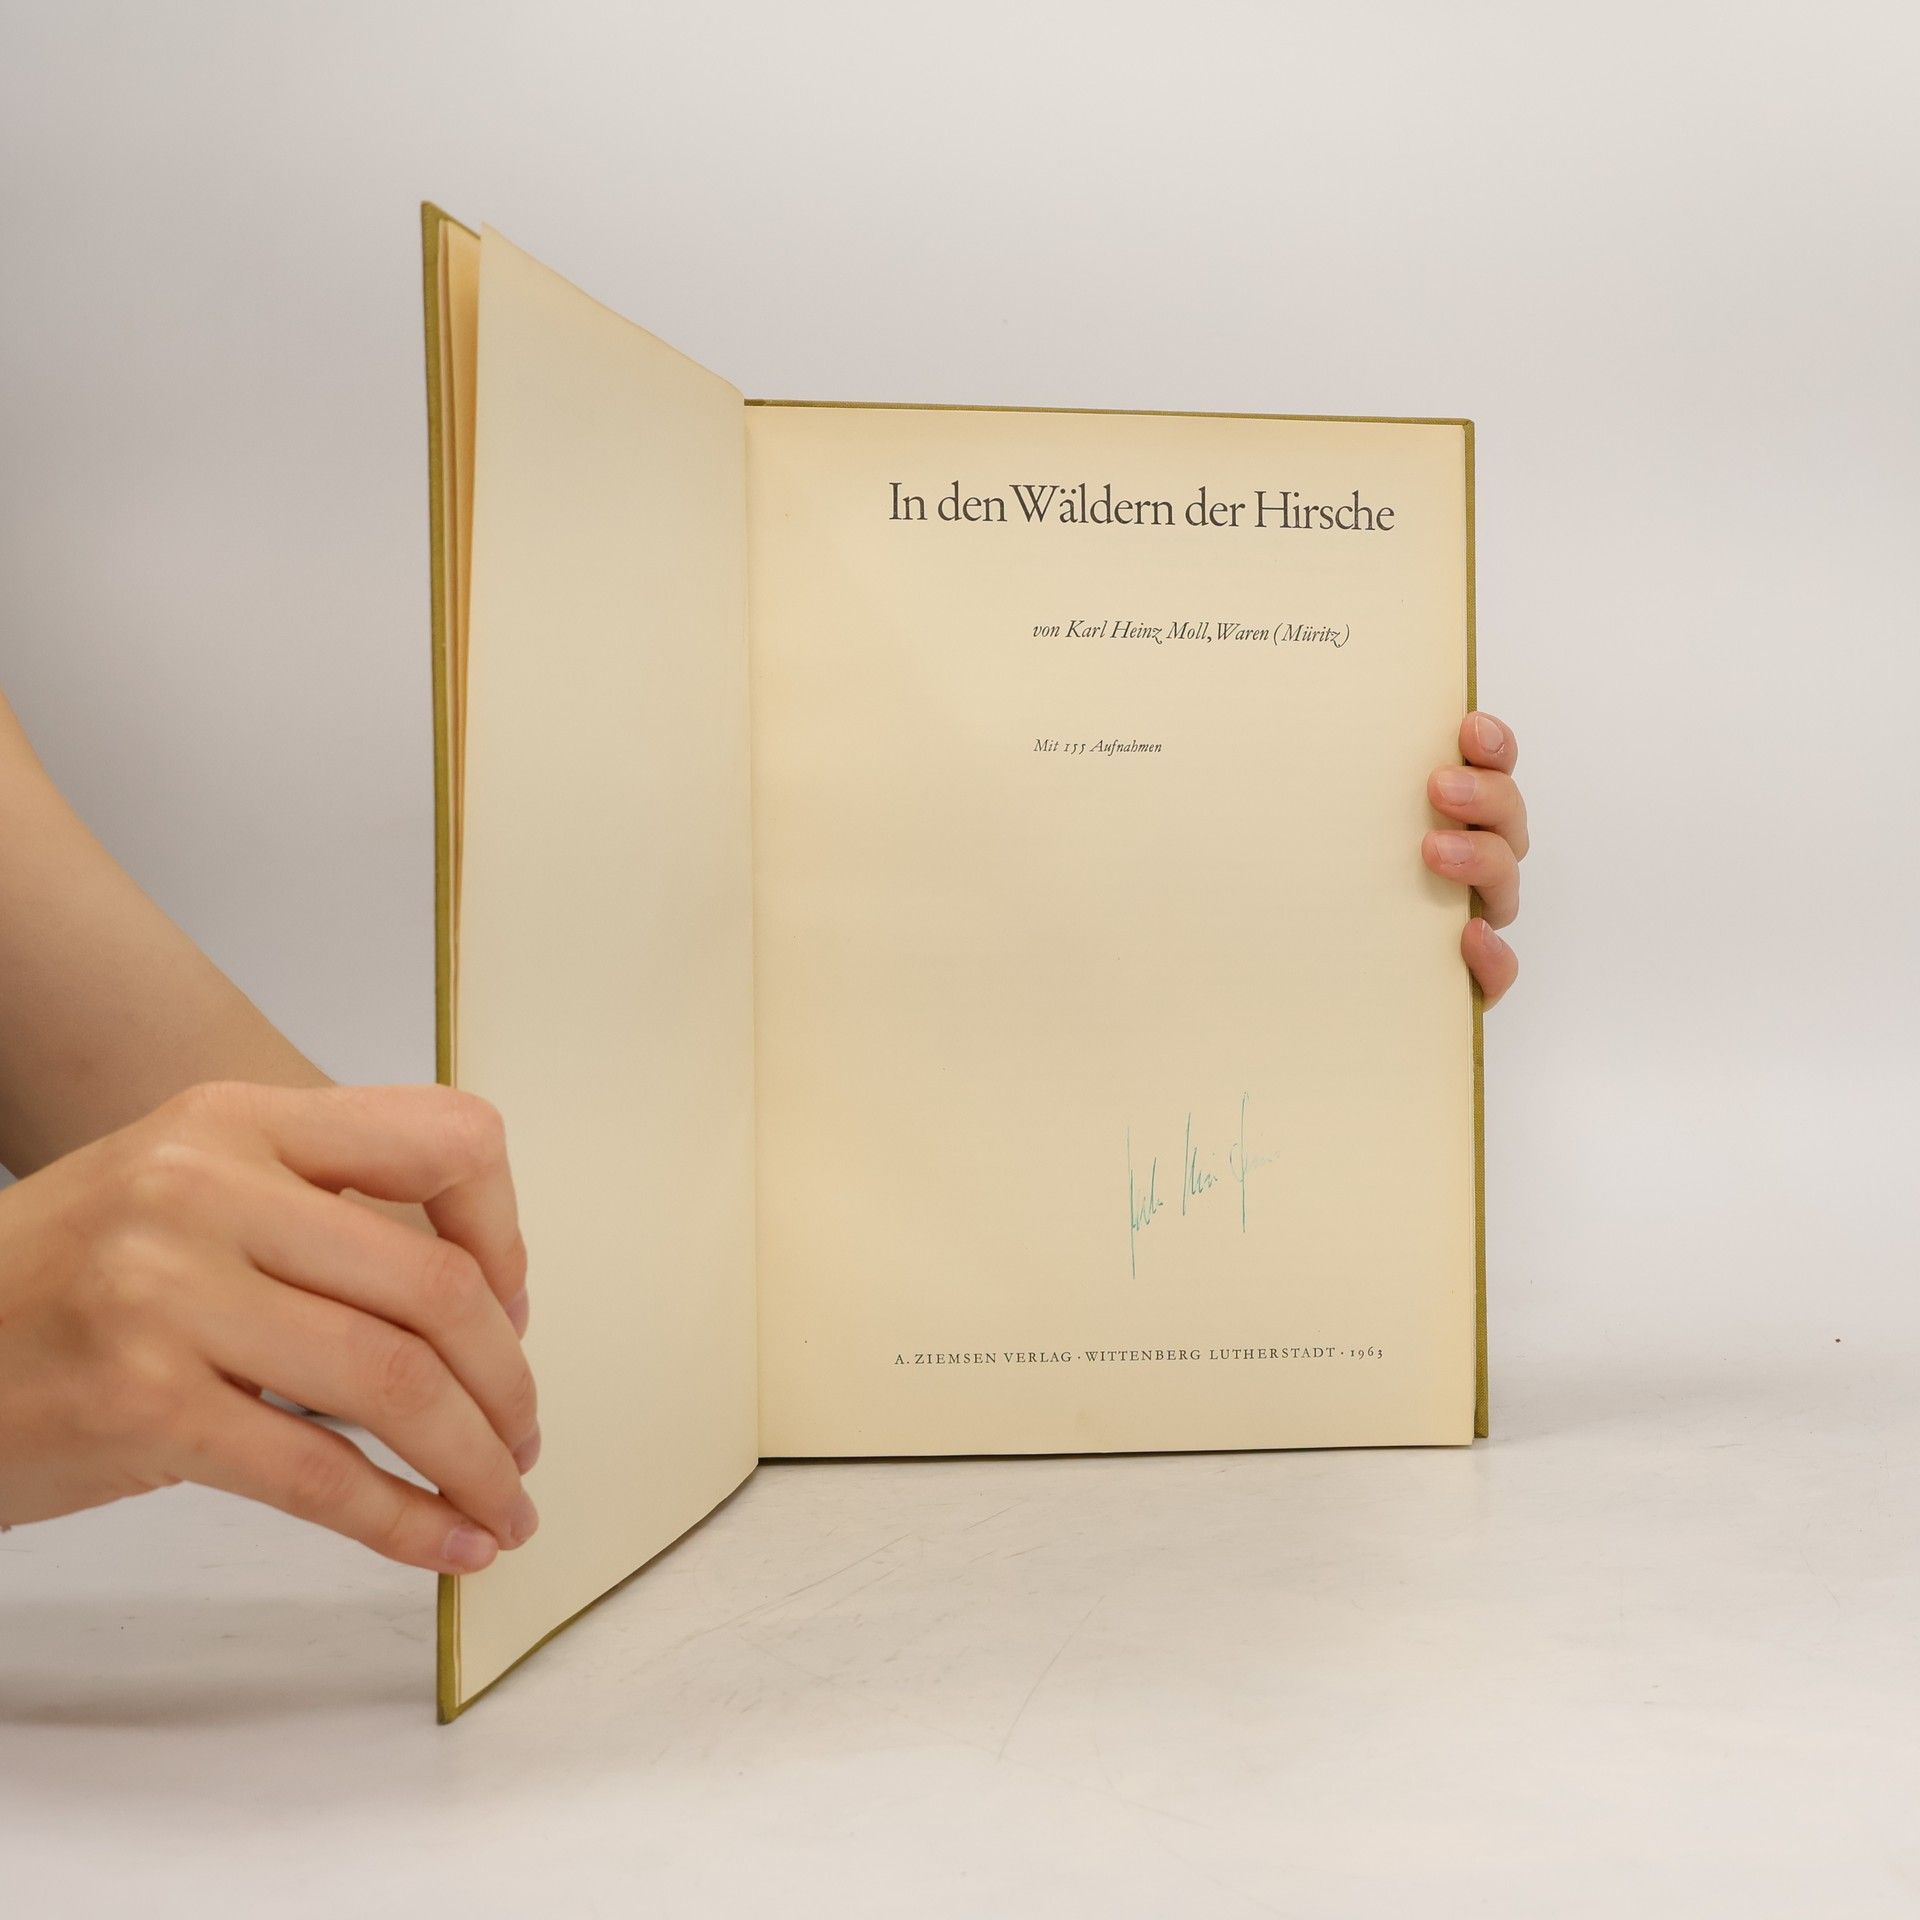 In den Wäldern der Hirsche
von Karl Heinz Moll, Waren (Müritz)
Mit 155 Aufnahmen
A. ZIEMSEN VERLAG · WITTENBERG LUTHERSTADT · 1963